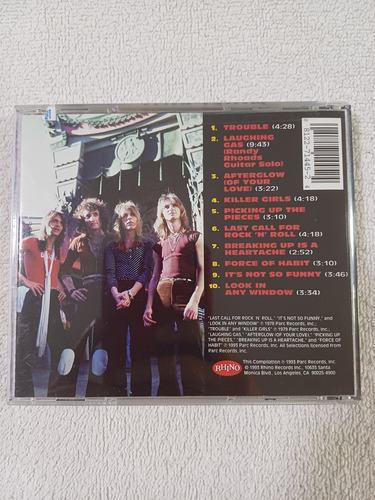 1. TROUBLE (4:28)
2. LAUGHING
GAS (9:43)
(Randy
Rhoads
Guitar Solo)
3. AFTERGLOW
(OF YOUR
LOVE) (3:22)
4. KILLER GIRLS (4:18)
5. PICKING UP THE
PIECES (3:10)
6. LAST CALL FOR
ROCK 'N' ROLL (4:18)
7. BREAKING UP IS A
HEARTACHE (2:52)
8. FORCE OF HABIT (3:10)
9. IT'S NOT SO FUNNY (3:46)
10. LOOK IN
ANY WINDOW (3:34)
8 122-71445-2 4
"LAST CALL FOR ROCK 'N' ROLL", "IT'S NOT SO FUNNY," and
"LOOK IN ANY WINDOW" ℗ 1978 Parc Records, Inc.,
"TROUBLE" and "KILLER GIRLS" ℗ 1979 Parc Records, Inc.,
"LAUGHING GAS," "AFTERGLOW (OF YOUR LOVE)," "PICKING UP
THE PIECES," "BREAKING UP IS A HEARTACHE," and "FORCE OF
HABIT" ℗ 1993 Parc Records, Inc. All Selections licensed from
Parc Records, Inc.
RHINO
This Compilation ℗ 1993 Parc Records, Inc.
© 1993 Rhino Records Inc., 10635 Santa
Monica Blvd., Los Angeles, CA 90025-4900